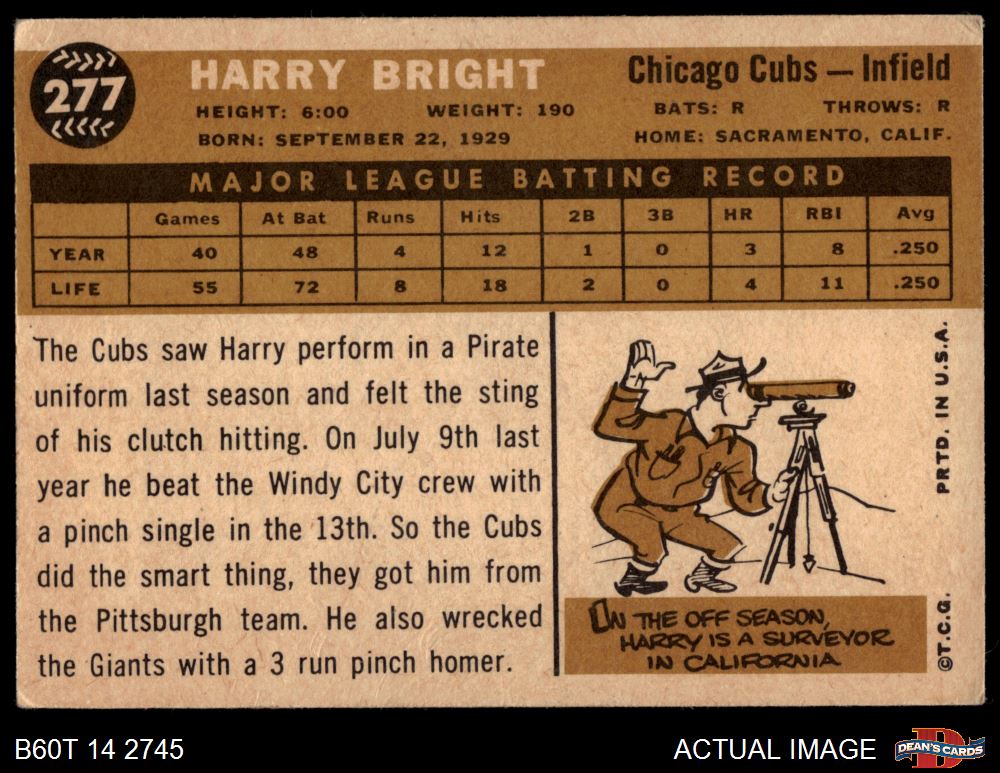 277
HARRY BRIGHT
Chicago Cubs — Infield
HEIGHT: 6:00 WEIGHT: 190 BATS: R THROWS: R
BORN: SEPTEMBER 22, 1929 HOME: SACRAMENTO, CALIF.
MAJOR LEAGUE BATTING RECORD
Games At Bat Runs Hits 2B 3B HR RBI Avg
YEAR 40 48 4 12 1 0 3 8 .250
LIFE 55 72 8 18 2 0 4 11 .250
The Cubs saw Harry perform in a Pirate
uniform last season and felt the sting
of his clutch hitting. On July 9th last
year he beat the Windy City crew with
a pinch single in the 13th. So the Cubs
did the smart thing, they got him from
the Pittsburgh team. He also wrecked
the Giants with a 3 run pinch homer.
IN THE OFF SEASON,
HARRY IS A SURVEYOR
IN CALIFORNIA
©T.C.G. PRTD. IN U.S.A.
B60T 14 2745
ACTUAL IMAGE
D
DEAN'S CARDS